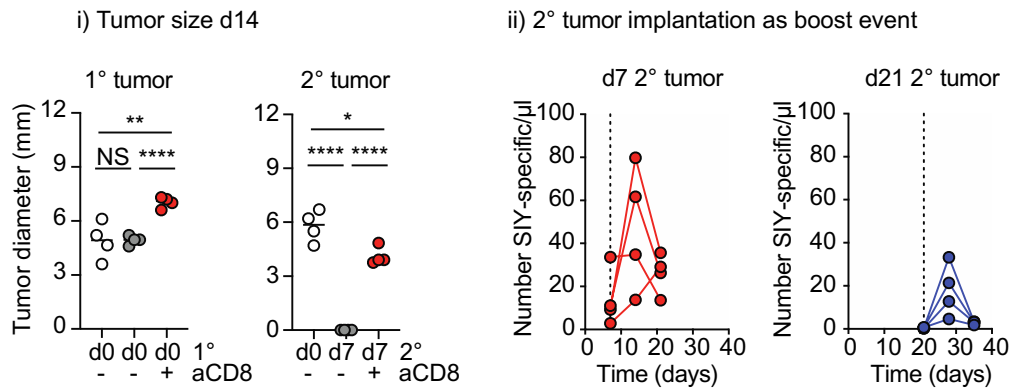 i) Tumor size d14
ii) 2° tumor implantation as boost event
1° tumor
2° tumor
d7 2° tumor
d21 2° tumor
Tumor diameter (mm)
12
9
6
3
0
**
NS
****
d0 d0 d0 1°
- - + aCD8
12
9
6
3
0
*
****
****
d0 d7 d7 2°
- - + aCD8
Number SIY-specific/µl
100
80
60
40
20
0
0 10 20 30 40
Time (days)
Number SIY-specific/µl
100
80
60
40
20
0
0 10 20 30 40
Time (days)